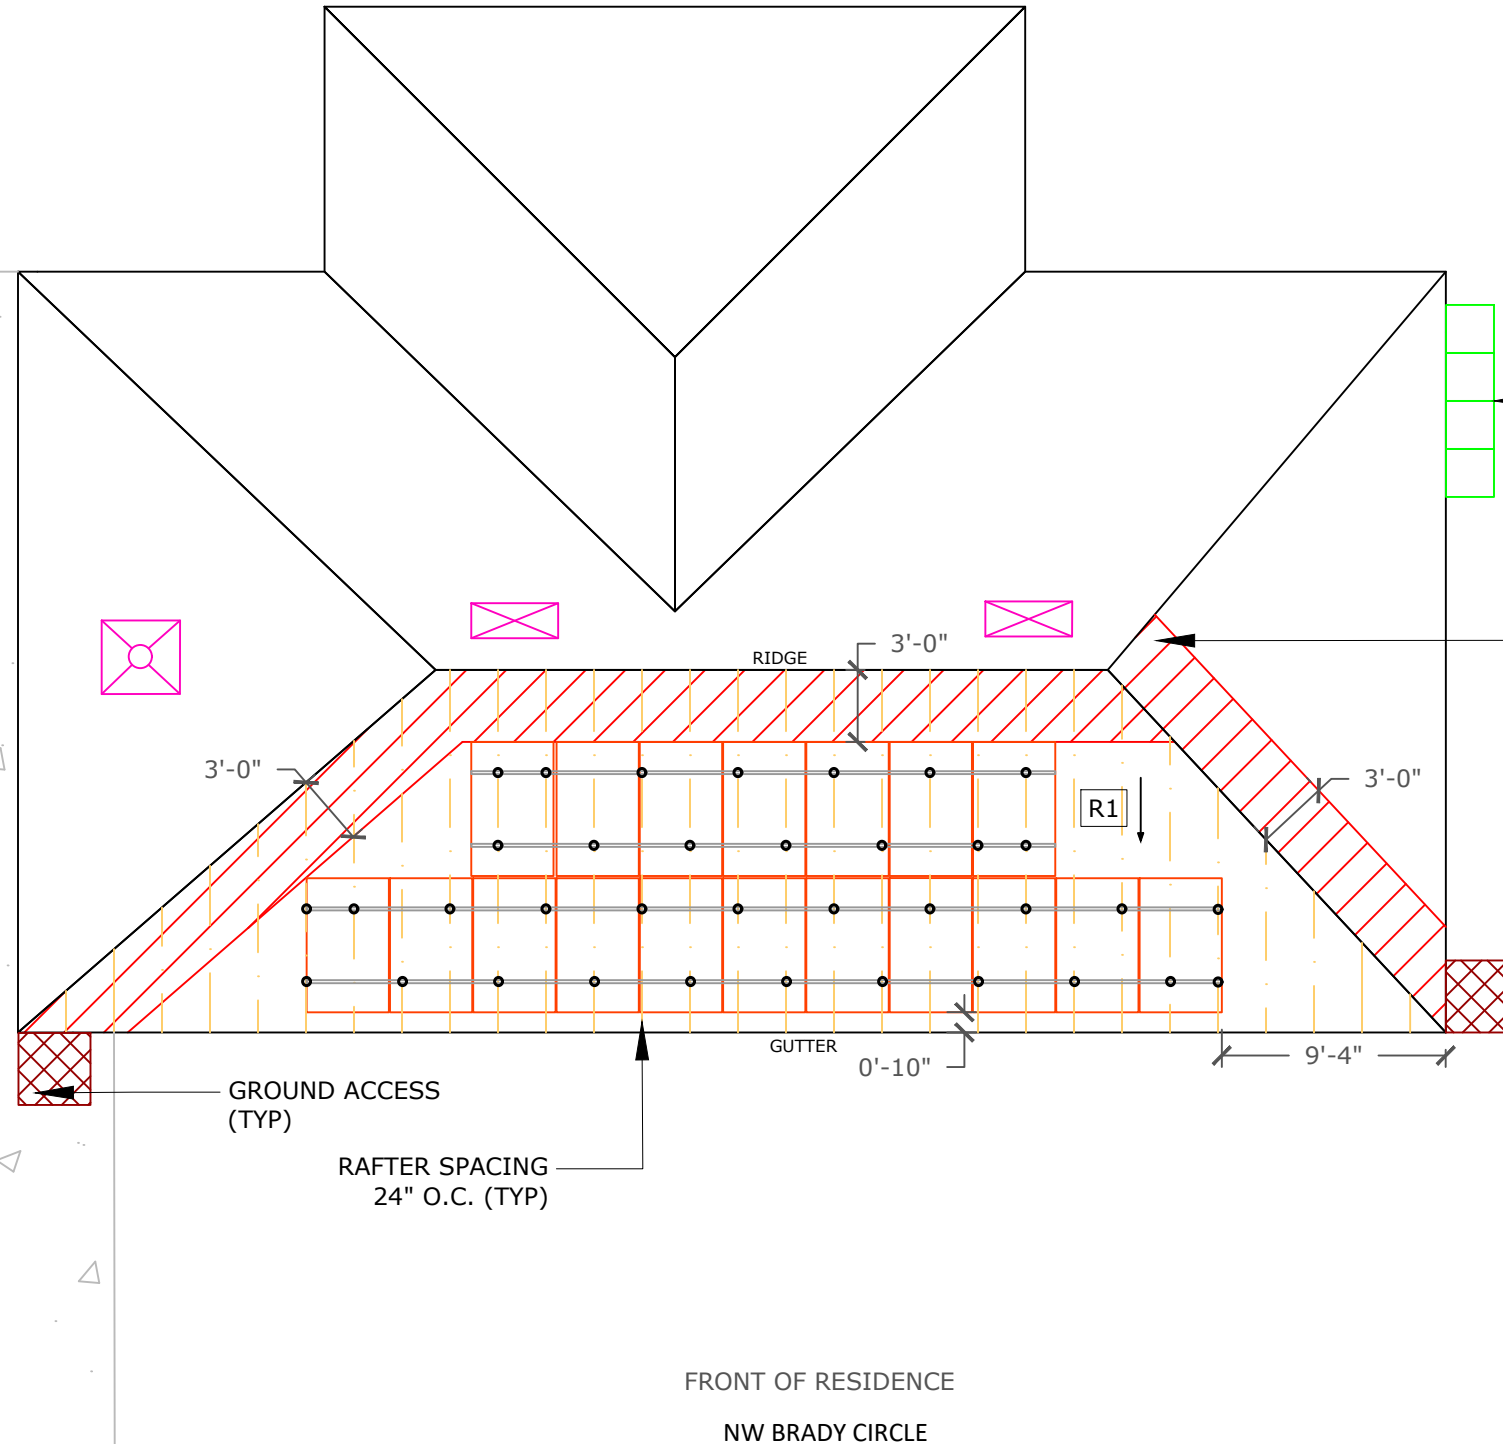 3'-0"
RIDGE
3'-0"
3'-0"
R1
GUTTER
0'-10"
9'-4"
GROUND ACCESS
(TYP)
RAFTER SPACING
24" O.C. (TYP)
FRONT OF RESIDENCE
NW BRADY CIRCLE